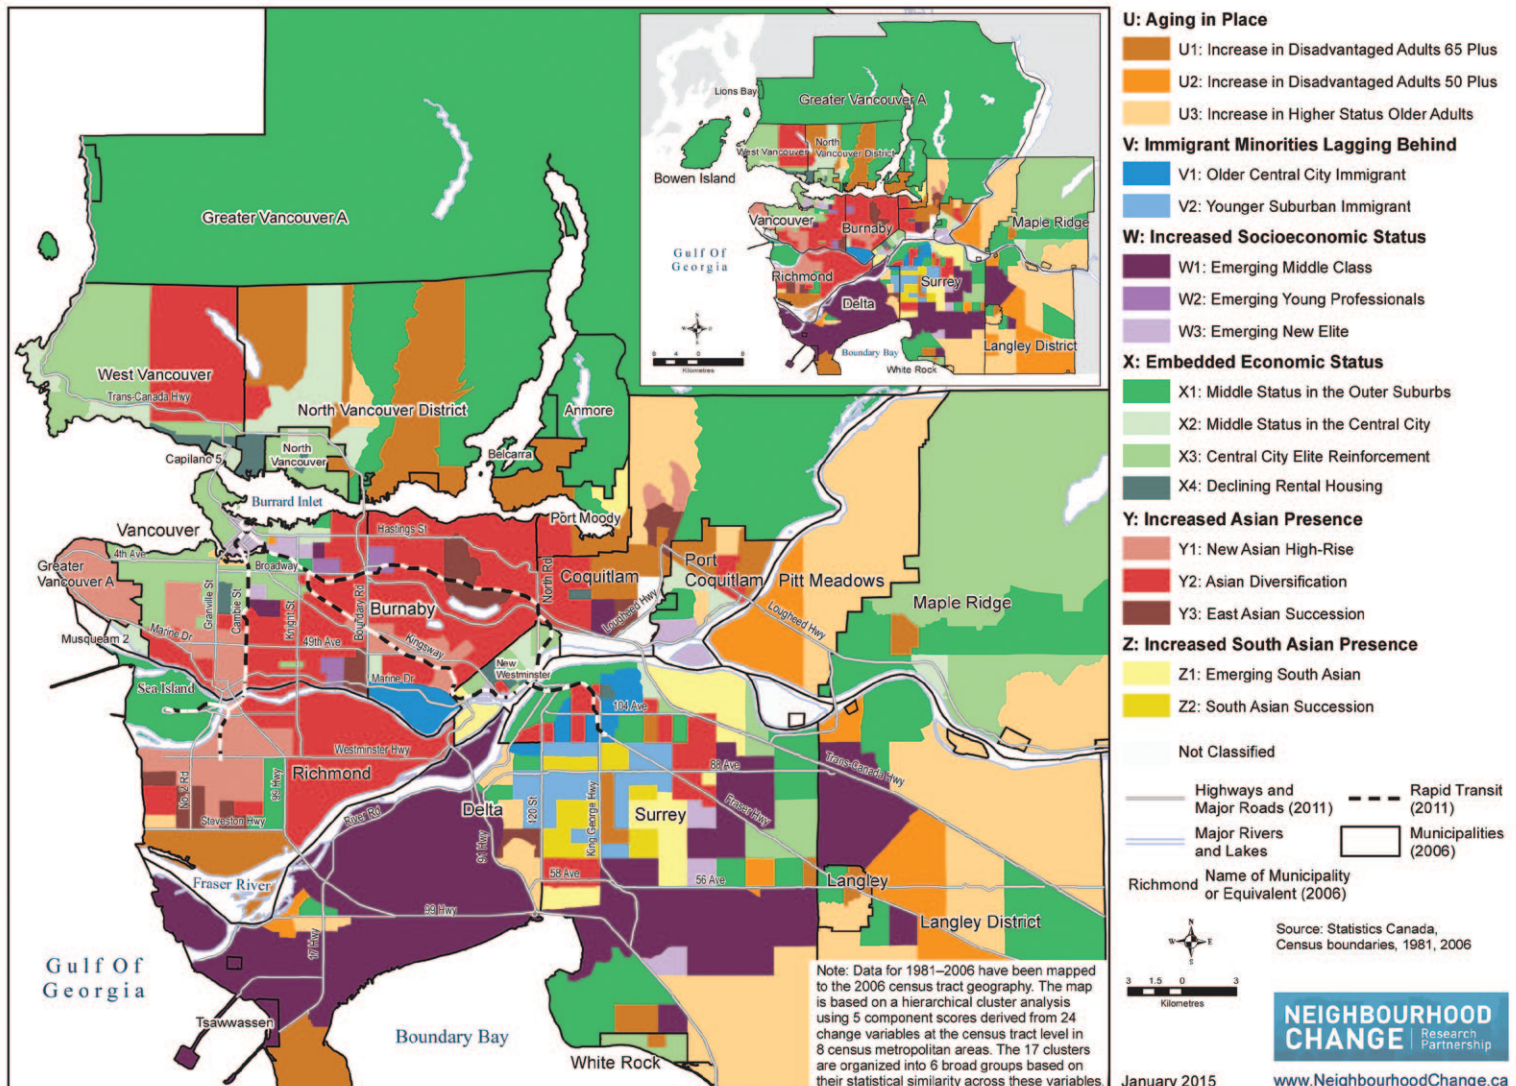 Greater Vancouver A
West Vancouver
Trans-Canada Hwy
North Vancouver District
Anmore
Capilano 5
North
Vancouver
Belcarra
Burrard Inlet
Port Moody
Vancouver
Hastings St
4th Ave
Broadway
Greater
Vancouver A
Granville St
Cambie St
Knight St
Boundary Rd
Burnaby
North Rd
Coquitlam
Port
Coquitlam
Pitt Meadows
Lougheed Hwy
Lougheed Hwy
Maple Ridge
Musqueam 2
Marine Dr
49th Ave
Kingsway
Marine Dr
New
Westminster
Sea Island
104 Ave
Westminster Hwy
Richmond
No. 2 Rd
99 Hwy
Steveston Hwy
River Rd
Delta
91 Hwy
120 St
King George Hwy
Surrey
88 Ave
Fraser Hwy
Trans-Canada Hwy
58 Ave
56 Ave
Langley
Langley District
Fraser River
99 Hwy
17 Hwy
Gulf Of
Georgia
Tsawwassen
Boundary Bay
White Rock
Lions Bay
Greater Vancouver A
West Vancouver
North
Vancouver District
Bowen Island
Vancouver
Burnaby
Maple Ridge
Gulf Of
Georgia
Richmond
Surrey
Delta
Langley District
Boundary Bay
White Rock
Kilometres
Note: Data for 1981–2006 have been mapped
to the 2006 census tract geography. The map
is based on a hierarchical cluster analysis
using 5 component scores derived from 24
change variables at the census tract level in
8 census metropolitan areas. The 17 clusters
are organized into 6 broad groups based on
their statistical similarity across these variables.
U: Aging in Place
U1: Increase in Disadvantaged Adults 65 Plus
U2: Increase in Disadvantaged Adults 50 Plus
U3: Increase in Higher Status Older Adults
V: Immigrant Minorities Lagging Behind
V1: Older Central City Immigrant
V2: Younger Suburban Immigrant
W: Increased Socioeconomic Status
W1: Emerging Middle Class
W2: Emerging Young Professionals
W3: Emerging New Elite
X: Embedded Economic Status
X1: Middle Status in the Outer Suburbs
X2: Middle Status in the Central City
X3: Central City Elite Reinforcement
X4: Declining Rental Housing
Y: Increased Asian Presence
Y1: New Asian High-Rise
Y2: Asian Diversification
Y3: East Asian Succession
Z: Increased South Asian Presence
Z1: Emerging South Asian
Z2: South Asian Succession
Not Classified
Highways and
Major Roads (2011)
Rapid Transit
(2011)
Major Rivers
and Lakes
Municipalities
(2006)
Richmond
Name of Municipality
or Equivalent (2006)
N
W E
S
3 1.5 0 3
Kilometres
Source: Statistics Canada,
Census boundaries, 1981, 2006
NEIGHBOURHOOD
CHANGE Research
Partnership
January 2015
www.NeighbourhoodChange.ca